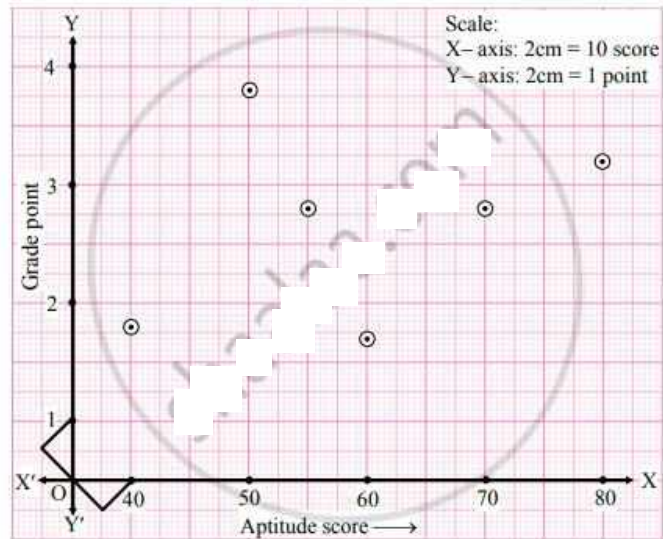 Y
Scale:
X– axis: 2cm = 10 score
Y– axis: 2cm = 1 point
4
3
Grade point
2
1
X′
O
40
50
60
70
80
X
Y′
Aptitude score